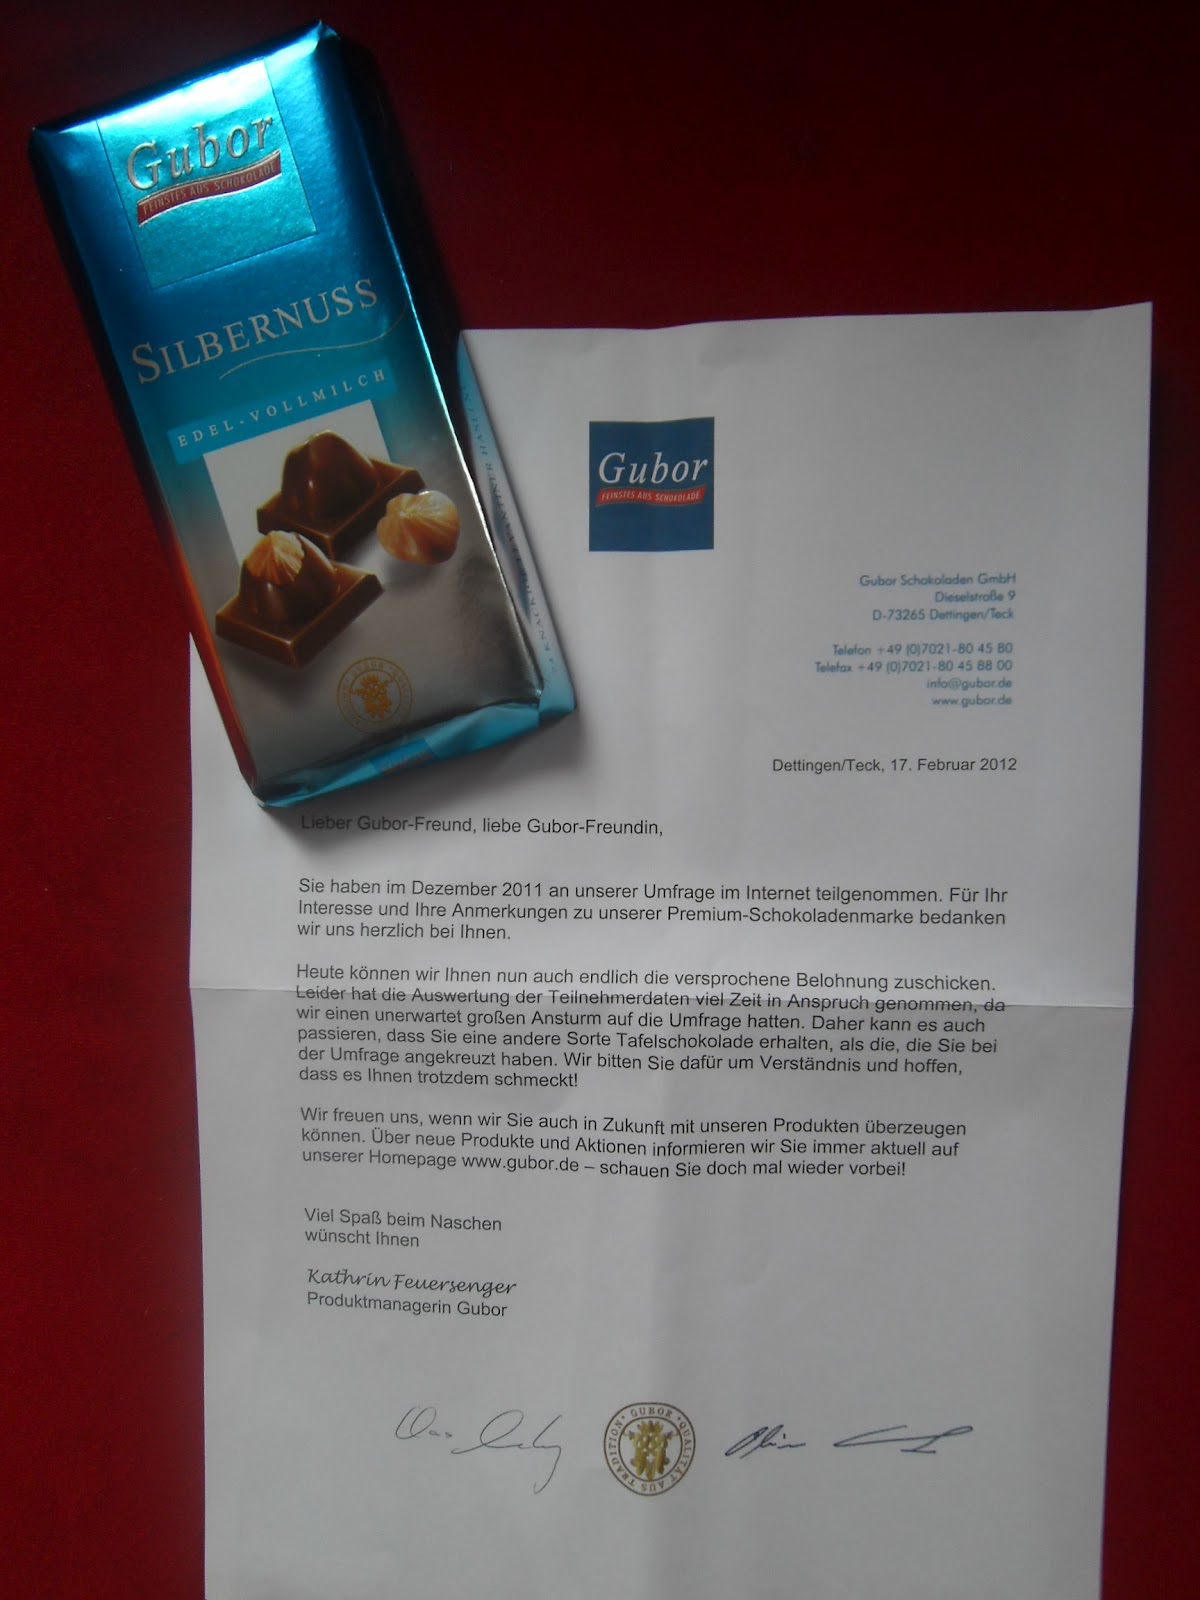 Gubor
FEINSTES AUS SCHOKOLADE
SILBERNUSS
EDEL-VOLLMILCH
Gubor
FEINSTES AUS SCHOKOLADE
Gubor Schokoladen GmbH
Dieselstraße 9
D-73265 Dettingen/Teck
Telefon +49 (0)7021-80 45 80
Telefax +49 (0)7021-80 45 88 00
info@gubor.de
www.gubor.de
Dettingen/Teck, 17. Februar 2012
Lieber Gubor-Freund, liebe Gubor-Freundin,
Sie haben im Dezember 2011 an unserer Umfrage im Internet teilgenommen. Für Ihr
Interesse und Ihre Anmerkungen zu unserer Premium-Schokoladenmarke bedanken
wir uns herzlich bei Ihnen.
Heute können wir Ihnen nun auch endlich die versprochene Belohnung zuschicken.
Leider hat die Auswertung der Teilnehmerdaten viel Zeit in Anspruch genommen, da
wir einen unerwartet großen Ansturm auf die Umfrage hatten. Daher kann es auch
passieren, dass Sie eine andere Sorte Tafelschokolade erhalten, als die, die Sie bei
der Umfrage angekreuzt haben. Wir bitten Sie dafür um Verständnis und hoffen,
dass es Ihnen trotzdem schmeckt!
Wir freuen uns, wenn wir Sie auch in Zukunft mit unseren Produkten überzeugen
können. Über neue Produkte und Aktionen informieren wir Sie immer aktuell auf
unserer Homepage www.gubor.de – schauen Sie doch mal wieder vorbei!
Viel Spaß beim Naschen
wünscht Ihnen
Kathrin Feuersenger
Produktmanagerin Gubor
GUBOR • QUALITÄT AUS TRADITION •